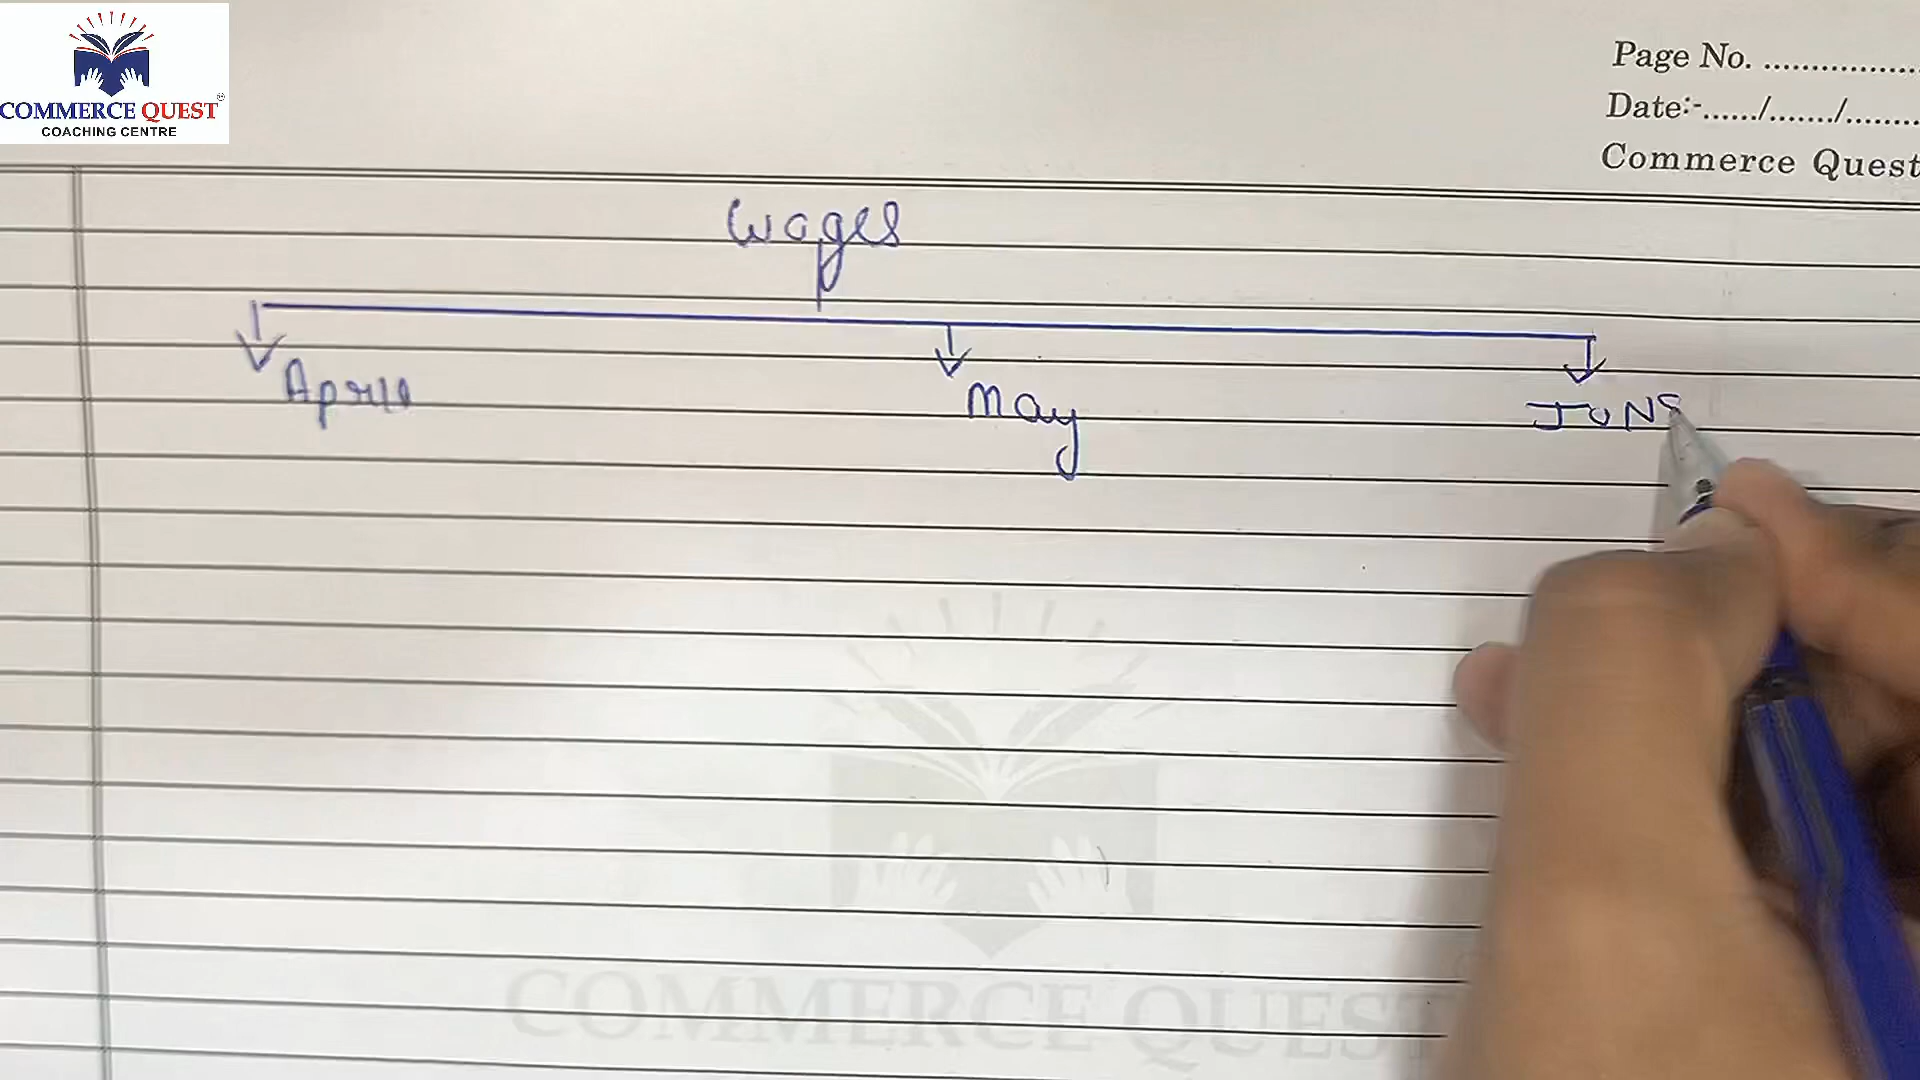 COMMERCE QUEST
COACHING CENTRE
Page No. ................
Date:-....../......./........
Commerce Quest
Wages
April
May
JUNE
COMMERCE QUEST